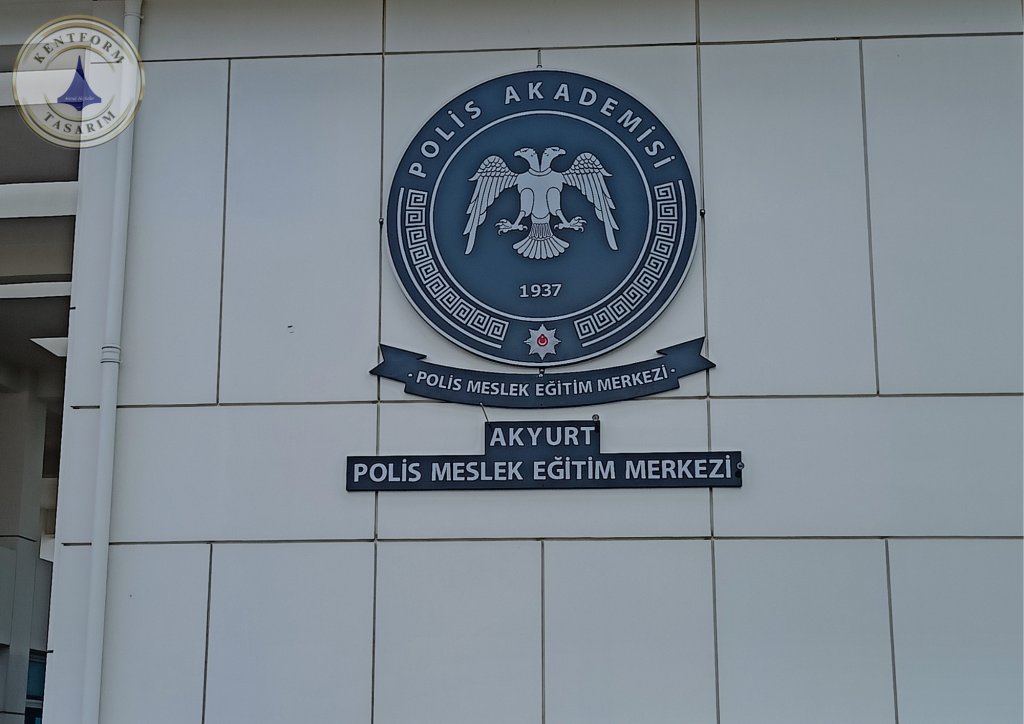 KENTFORM
TASARIM
POLİS AKADEMİSİ
1937
· POLİS MESLEK EĞİTİM MERKEZİ ·
AKYURT
POLİS MESLEK EĞİTİM MERKEZİ